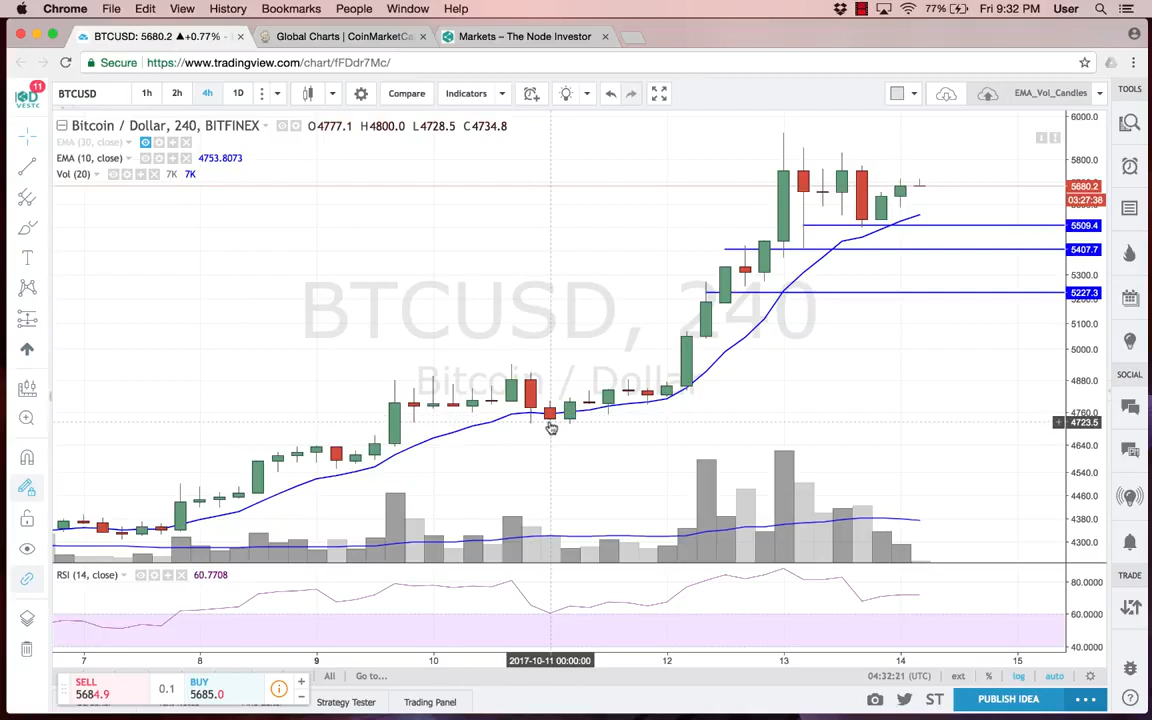 Chrome File Edit View History Bookmarks People Window Help 77% Fri 9:32 PM User
BTCUSD: 5680.2 ▲+0.77% - Global Charts | CoinMarketCa Markets – The Node Investor
Secure https://www.tradingview.com/chart/fFDdr7Mc/
11 BTCUSD 1h 2h 4h 1D Compare Indicators EMA_Vol_Candles TOOLS
VESTC
Bitcoin / Dollar, 240, BITFINEX O4777.1 H4800.0 L4728.5 C4734.8
EMA (30, close)
EMA (10, close) 4753.8073
Vol (20) 7K 7K
6000.0
5800.0
5680.2
03:27:38
5509.4
5407.7
5300.0
5227.3
5100.0
5000.0
4880.0
4760.0
+ 4723.5
4640.0
4540.0
4460.0
4380.0
4300.0
BTCUSD, 240
Bitcoin / Dollar
SOCIAL
RSI (14, close) 60.7708
80.0000
60.0000
40.0000
TRADE
7 8 9 10 2017-10-11 00:00:00 12 13 14 15
All Go to... 04:32:21 (UTC) ext % log auto
SELL
5684.9
0.1
BUY
5685.0
Strategy Tester Trading Panel ST PUBLISH IDEA